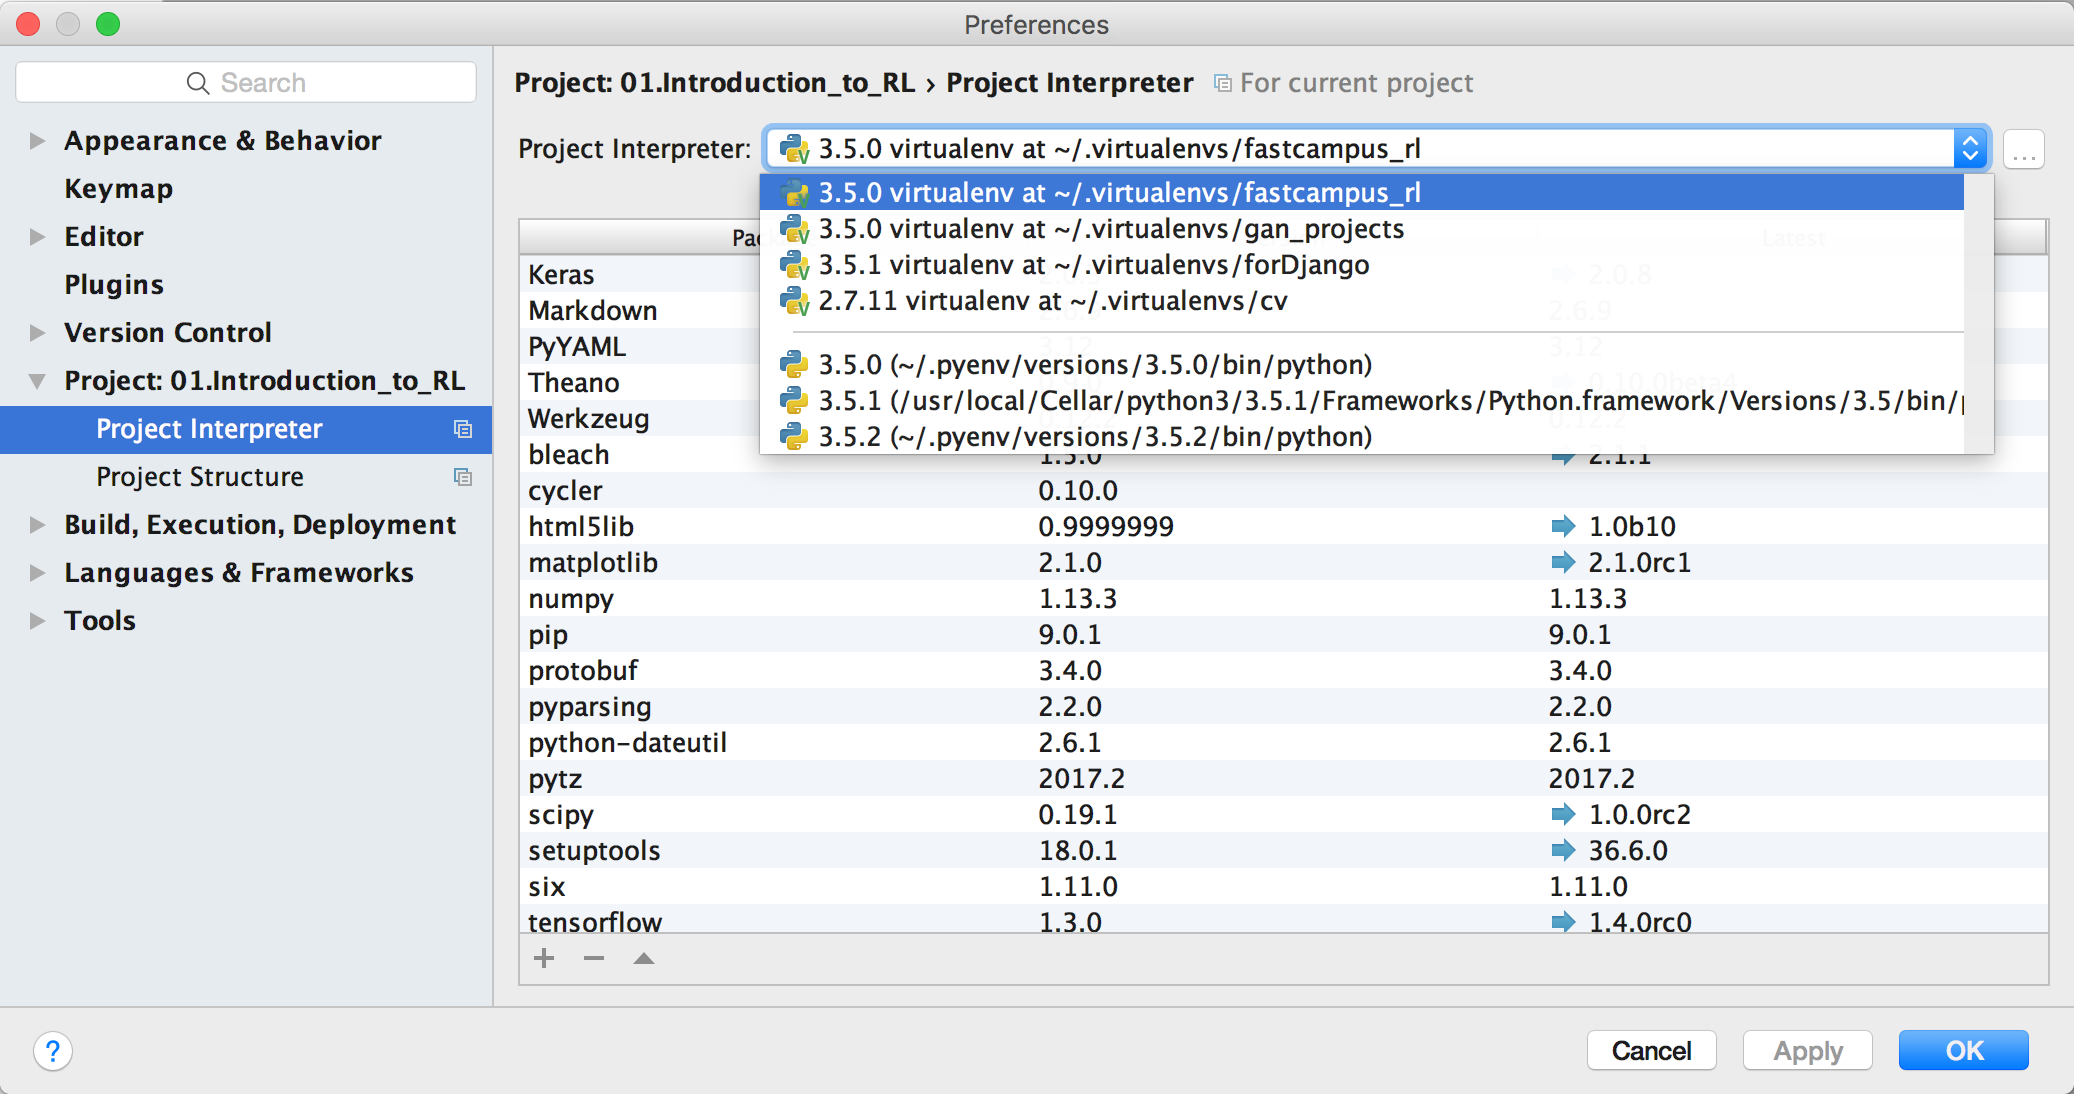 Preferences
Search
Appearance & Behavior
Keymap
Editor
Plugins
Version Control
Project: 01.Introduction_to_RL
Project Interpreter
Project Structure
Build, Execution, Deployment
Languages & Frameworks
Tools
Project: 01.Introduction_to_RL › Project Interpreter For current project
Project Interpreter: 3.5.0 virtualenv at ~/.virtualenvs/fastcampus_rl ...
3.5.0 virtualenv at ~/.virtualenvs/fastcampus_rl
3.5.0 virtualenv at ~/.virtualenvs/gan_projects
3.5.1 virtualenv at ~/.virtualenvs/forDjango
2.7.11 virtualenv at ~/.virtualenvs/cv
3.5.0 (~/.pyenv/versions/3.5.0/bin/python)
3.5.1 (/usr/local/Cellar/python3/3.5.1/Frameworks/Python.framework/Versions/3.5/bin/
3.5.2 (~/.pyenv/versions/3.5.2/bin/python)
Latest
Keras 2.0.8
Markdown 2.6.9
PyYAML 3.12 3.12
Theano 0.10.0beta4
Werkzeug 0.12.2
bleach 1.5.0 2.1.1
cycler 0.10.0
html5lib 0.9999999 1.0b10
matplotlib 2.1.0 2.1.0rc1
numpy 1.13.3 1.13.3
pip 9.0.1 9.0.1
protobuf 3.4.0 3.4.0
pyparsing 2.2.0 2.2.0
python-dateutil 2.6.1 2.6.1
pytz 2017.2 2017.2
scipy 0.19.1 1.0.0rc2
setuptools 18.0.1 36.6.0
six 1.11.0 1.11.0
tensorflow 1.3.0 1.4.0rc0
?
Cancel
Apply
OK